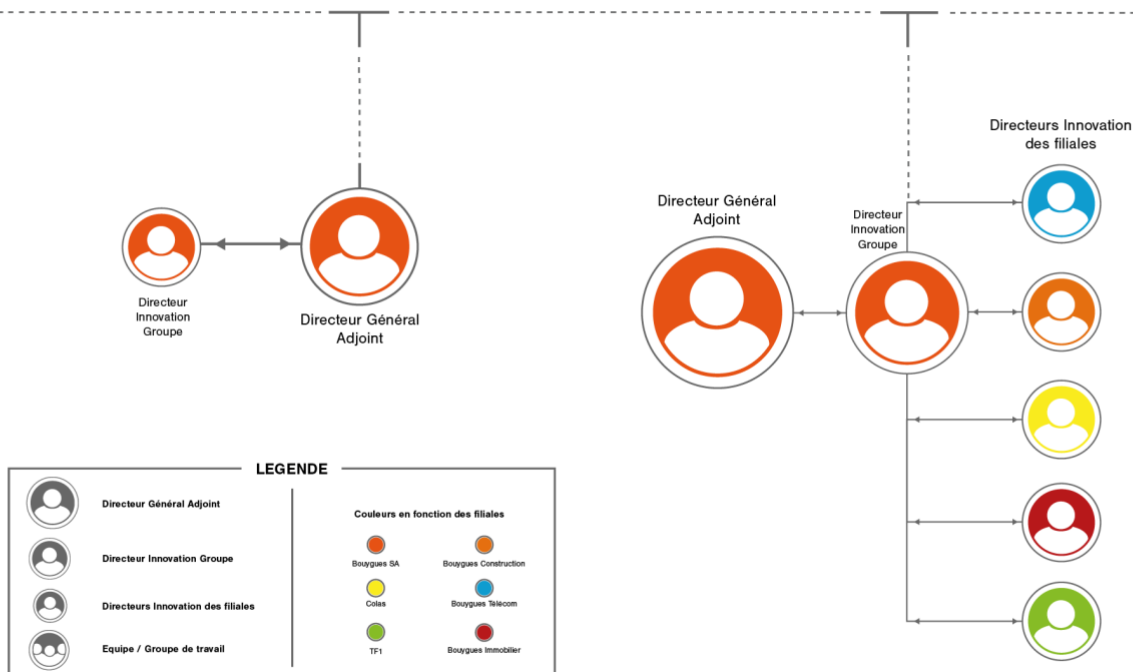 Directeurs Innovation
des filiales
Directeur Général
Adjoint
Directeur
Innovation
Groupe
Directeur
Innovation
Groupe
Directeur Général
Adjoint
LEGENDE
Directeur Général Adjoint
Directeur Innovation Groupe
Directeurs Innovation des filiales
Equipe / Groupe de travail
Couleurs en fonction des filiales
Bouygues SA
Bouygues Construction
Colas
Bouygues Télécom
TF1
Bouygues Immobilier